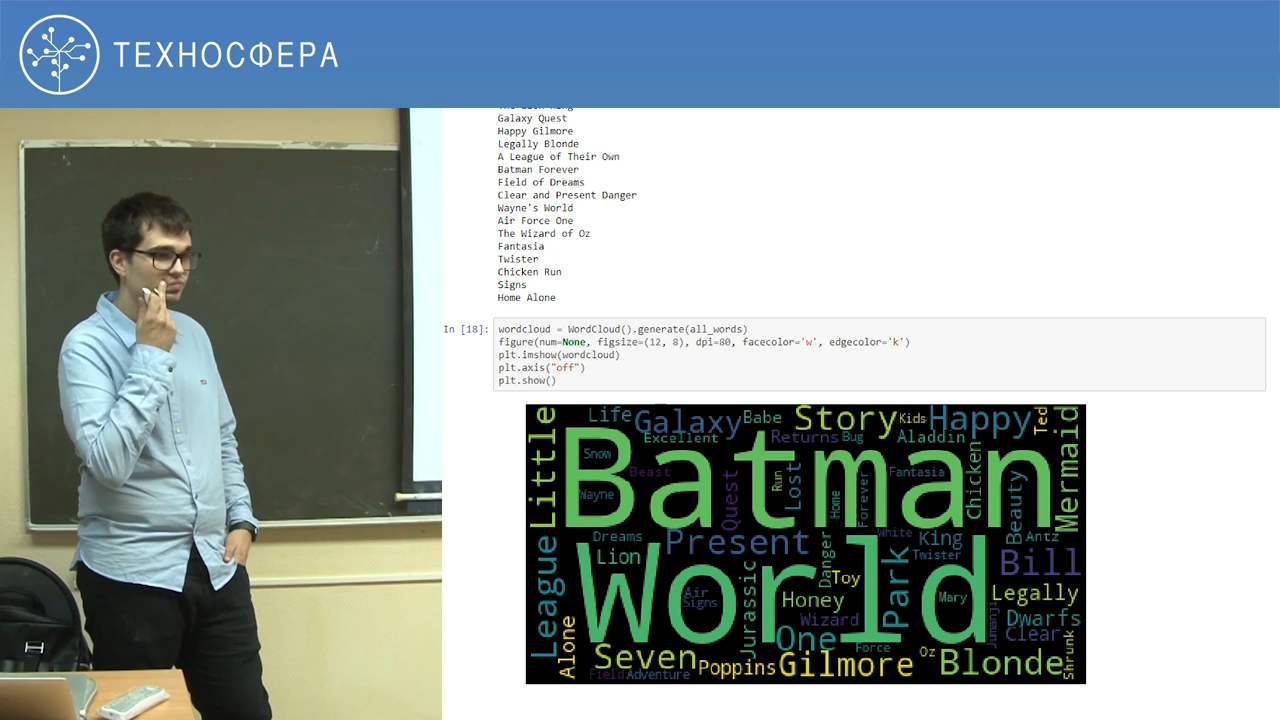 ТЕХНОСФЕРА
The Lion King
Galaxy Quest
Happy Gilmore
Legally Blonde
A League of Their Own
Batman Forever
Field of Dreams
Clear and Present Danger
Wayne's World
Air Force One
The Wizard of Oz
Fantasia
Twister
Chicken Run
Signs
Home Alone
In [18]:
wordcloud = WordCloud().generate(all_words)
figure(num=None, figsize=(12, 8), dpi=80, facecolor='w', edgecolor='k')
plt.imshow(wordcloud)
plt.axis("off")
plt.show()
Little
Life
Galaxy
Babe
Story
Kids
Happy
Ted
Mermaid
Excellent
Returns
Bug
Aladdin
Batman
Snow
Beast
Wayne
Quest
Run
Lost
Home
Forever
Fantasia
Chicken
Beauty
Dreams
Present
White
King
Antz
League
Lion
World
Danger
Twister
Bill
Toy
Park
Air
Signs
Jurassic
Honey
Mary
Legally
Wizard
Jumanji
Dwarfs
Clear
One
Force
Alone
Seven
Poppins
Gilmore
Oz
Blonde
Shrunk
Field
Adventure